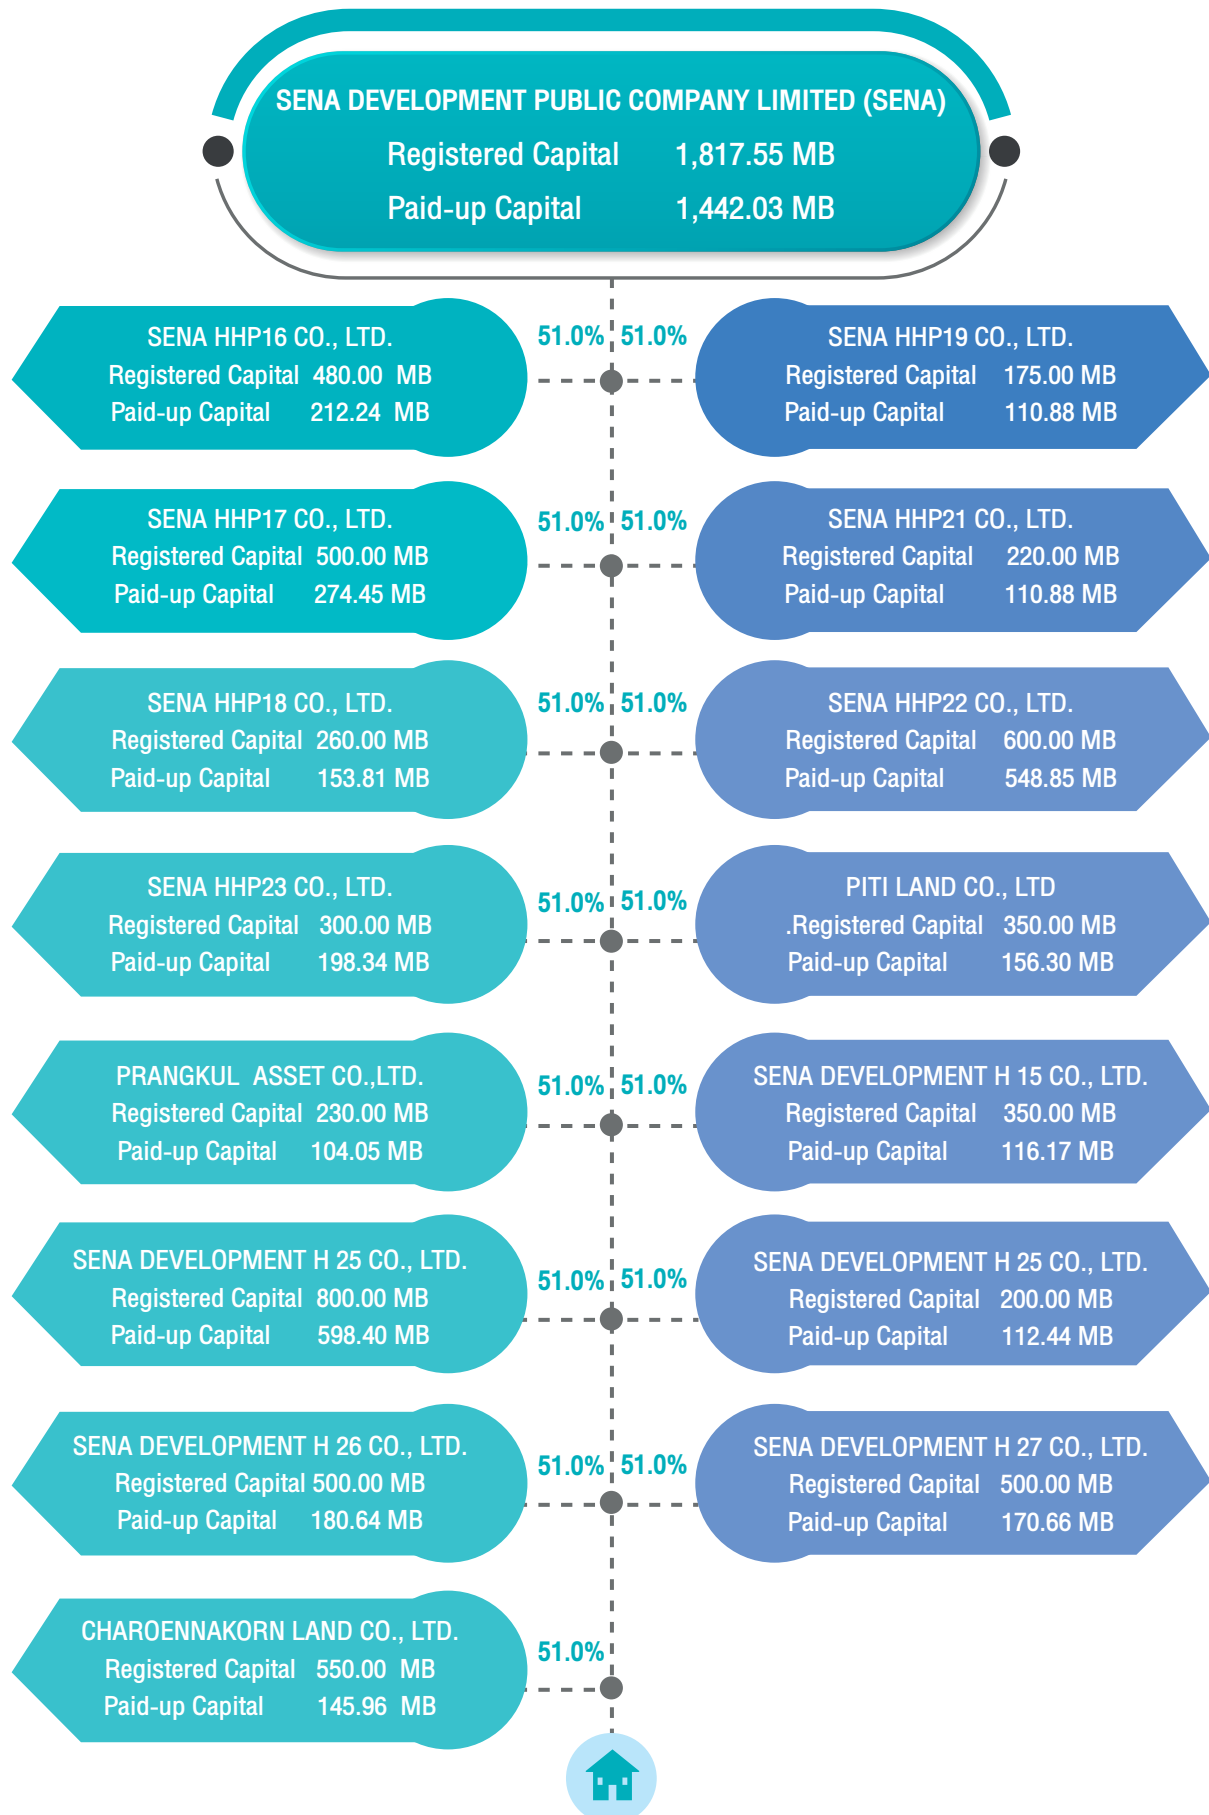 SENA DEVELOPMENT PUBLIC COMPANY LIMITED (SENA)
Registered Capital 1,817.55 MB
Paid-up Capital 1,442.03 MB
SENA HHP16 CO., LTD.
Registered Capital 480.00 MB
Paid-up Capital 212.24 MB
51.0% 51.0%
SENA HHP19 CO., LTD.
Registered Capital 175.00 MB
Paid-up Capital 110.88 MB
SENA HHP17 CO., LTD.
Registered Capital 500.00 MB
Paid-up Capital 274.45 MB
51.0% 51.0%
SENA HHP21 CO., LTD.
Registered Capital 220.00 MB
Paid-up Capital 110.88 MB
SENA HHP18 CO., LTD.
Registered Capital 260.00 MB
Paid-up Capital 153.81 MB
51.0% 51.0%
SENA HHP22 CO., LTD.
Registered Capital 600.00 MB
Paid-up Capital 548.85 MB
SENA HHP23 CO., LTD.
Registered Capital 300.00 MB
Paid-up Capital 198.34 MB
51.0% 51.0%
PITI LAND CO., LTD
.Registered Capital 350.00 MB
Paid-up Capital 156.30 MB
PRANGKUL ASSET CO.,LTD.
Registered Capital 230.00 MB
Paid-up Capital 104.05 MB
51.0% 51.0%
SENA DEVELOPMENT H 15 CO., LTD.
Registered Capital 350.00 MB
Paid-up Capital 116.17 MB
SENA DEVELOPMENT H 25 CO., LTD.
Registered Capital 800.00 MB
Paid-up Capital 598.40 MB
51.0% 51.0%
SENA DEVELOPMENT H 25 CO., LTD.
Registered Capital 200.00 MB
Paid-up Capital 112.44 MB
SENA DEVELOPMENT H 26 CO., LTD.
Registered Capital 500.00 MB
Paid-up Capital 180.64 MB
51.0% 51.0%
SENA DEVELOPMENT H 27 CO., LTD.
Registered Capital 500.00 MB
Paid-up Capital 170.66 MB
CHAROENNAKORN LAND CO., LTD.
Registered Capital 550.00 MB
Paid-up Capital 145.96 MB
51.0%